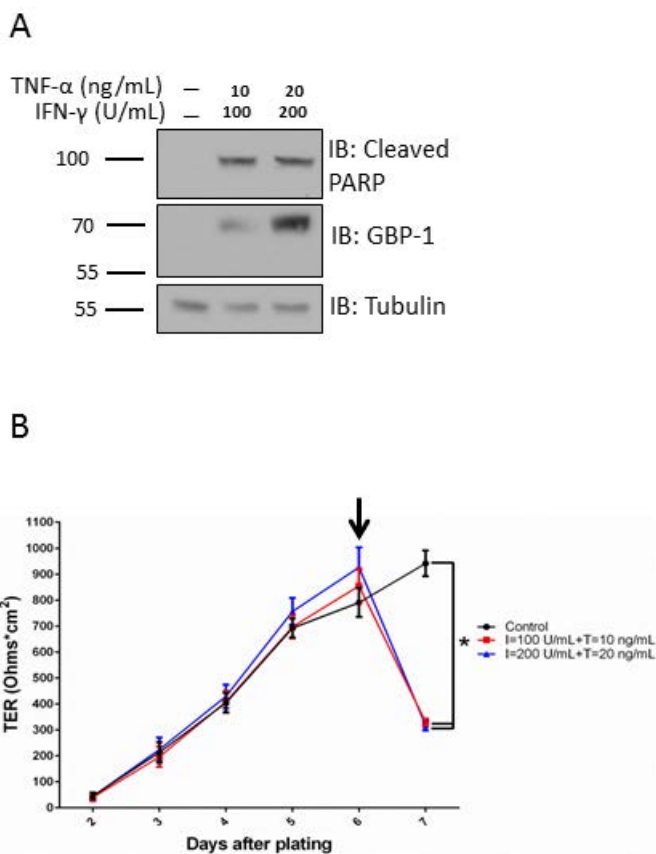 A
TNF-α (ng/mL) – 10 20
IFN-γ (U/mL) – 100 200
100
IB: Cleaved
PARP
70
IB: GBP-1
55
55
IB: Tubulin
B
1100
1000
900
800
700
600
500
400
300
200
100
0
TER (Ohms*cm²)
2 3 4 5 6 7
Days after plating
*
Control
I=100 U/mL+T=10 ng/mL
I=200 U/mL+T=20 ng/mL